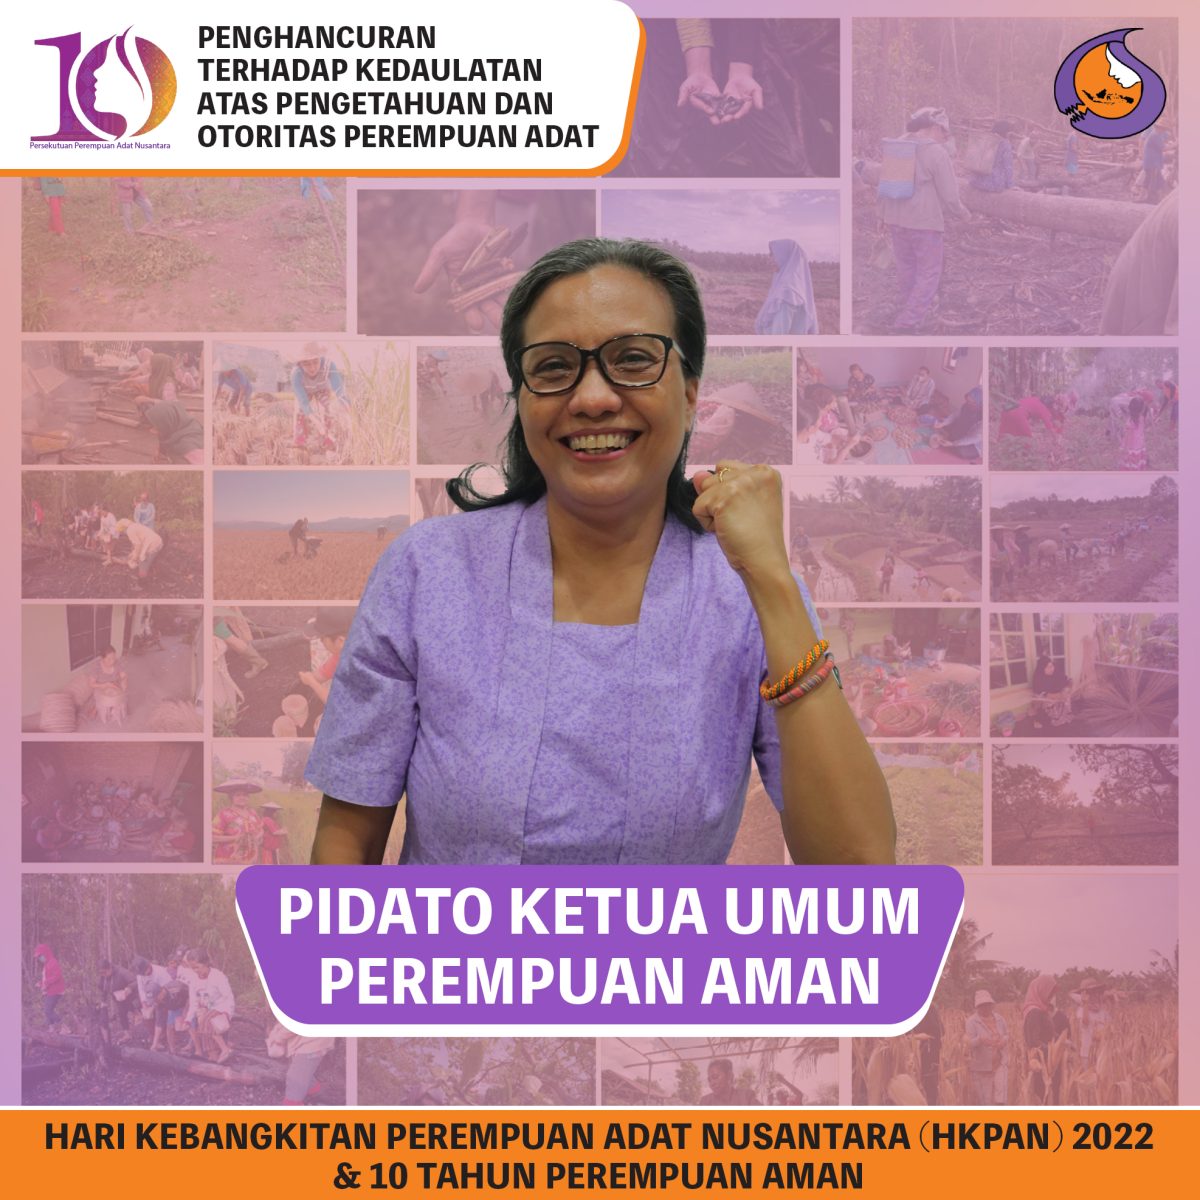 PENGHANCURAN
TERHADAP KEDAULATAN
ATAS PENGETAHUAN DAN
OTORITAS PEREMPUAN ADAT
10
Persekutuan Perempuan Adat Nusantara
PIDATO KETUA UMUM
PEREMPUAN AMAN
HARI KEBANGKITAN PEREMPUAN ADAT NUSANTARA (HKPAN) 2022
& 10 TAHUN PEREMPUAN AMAN